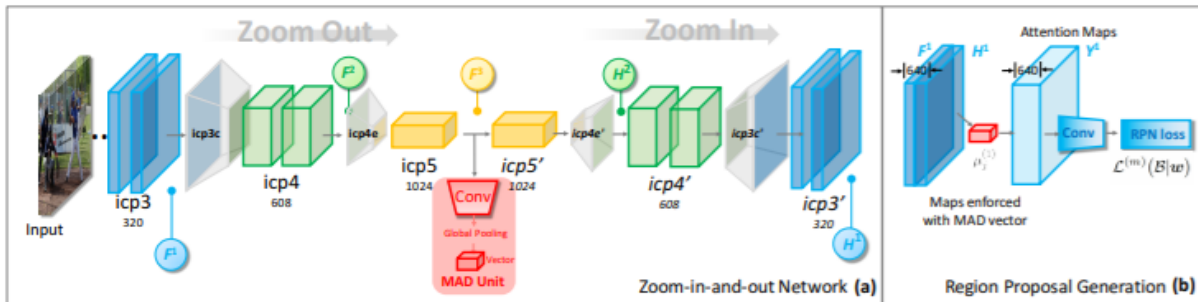 Zoom Out
Zoom In
Input
icp3
320
F¹
icp3c
icp4
608
F²
icp4e
icp5
1024
F³
icp5'
1024
Conv
Global Pooling
Vector
MAD Unit
icp4e'
H²
icp4'
608
icp3c'
icp3'
320
H¹
Zoom-in-and-out Network (a)
Attention Maps
F¹ H¹ Y¹
640
640
Conv
RPN loss
L⁽ᵐ⁾(B|w)
Maps enforced
with MAD vector
Region Proposal Generation (b)